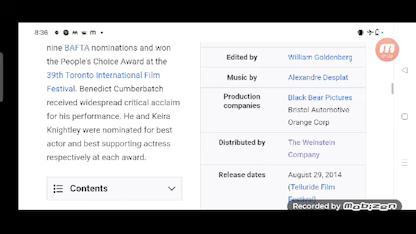 8:36
nine BAFTA nominations and won
the People's Choice Award at the
39th Toronto International Film
Festival. Benedict Cumberbatch
received widespread critical acclaim
for his performance. He and Keira
Knightley were nominated for best
actor and best supporting actress
respectively at each award.
Contents
Edited by William Goldenberg
Music by Alexandre Desplat
Production Black Bear Pictures
companies Bristol Automotive
Orange Corp
Distributed by The Weinstein
Company
Release dates August 29, 2014
(Telluride Film
Festival)
Recorded by mobizen